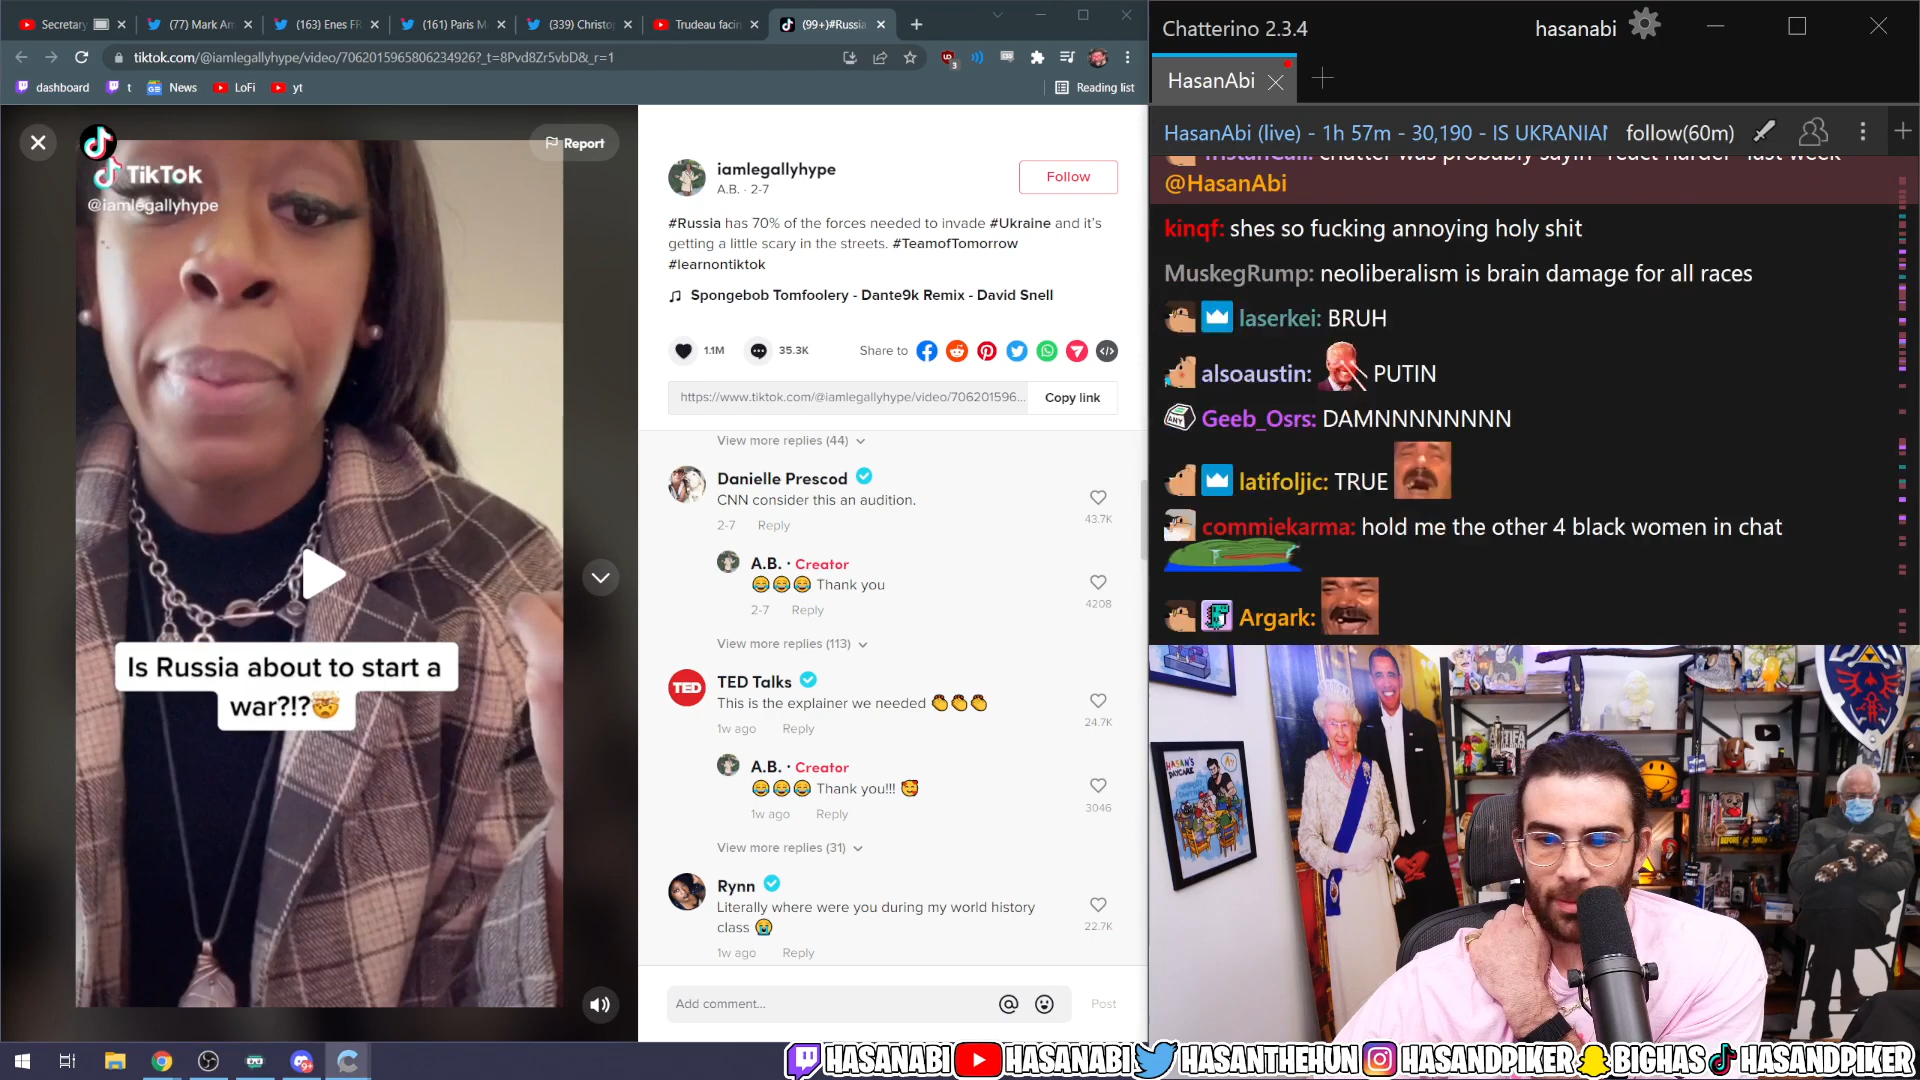 Secretary
(77) Mark Am
(163) Enes FR
(161) Paris M
(339) Christop
Trudeau facin
(99+)#Russia
tiktok.com/@iamlegallyhype/video/7062015965806234926?_t=8Pvd8Zr5vbD&_r=1
dashboard
t
News
LoFi
yt
Reading list
TikTok
@iamlegallyhype
Report
Is Russia about to start a
war?!?🤯
iamlegallyhype
A.B. · 2-7
Follow
#Russia has 70% of the forces needed to invade #Ukraine and it's
getting a little scary in the streets. #TeamofTomorrow
#learnontiktok
Spongebob Tomfoolery - Dante9k Remix - David Snell
1.1M
35.3K
Share to
https://www.tiktok.com/@iamlegallyhype/video/706201596...
Copy link
View more replies (44)
Danielle Prescod
CNN consider this an audition.
2-7 Reply
43.7K
A.B. · Creator
😂😂😂 Thank you
2-7 Reply
4208
View more replies (113)
TED
TED Talks
This is the explainer we needed 👏👏👏
1w ago Reply
24.7K
A.B. · Creator
😂😂😂 Thank you!!! 🥰
1w ago Reply
3046
View more replies (31)
Rynn
Literally where were you during my world history
class 😭
1w ago Reply
22.7K
Add comment...
Post
Chatterino 2.3.4
hasanabi
HasanAbi
HasanAbi (live) - 1h 57m - 30,190 - IS UKRANIAN
follow(60m)
@HasanAbi
kinqf: shes so fucking annoying holy shit
MuskegRump: neoliberalism is brain damage for all races
laserkei: BRUH
alsoaustin: PUTIN
Geeb_Osrs: DAMNNNNNNNN
latifoljic: TRUE
commiekarma: hold me the other 4 black women in chat
Argark:
HASAN'S
DAYCARE
HASANABI
HASANABI
HASANTHEHUN
HASANDPIKER
BIGHAS
HASANDPIKER